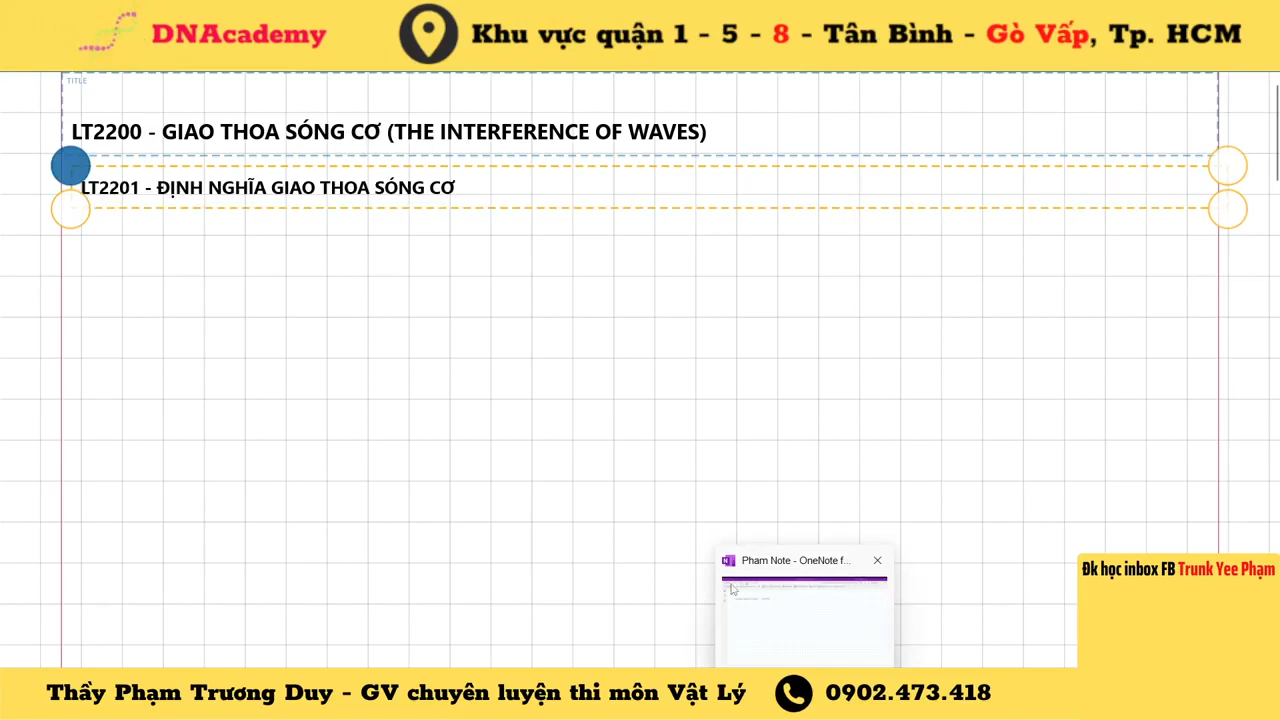 DNAcademy
Khu vực quận 1 - 5 - 8 - Tân Bình - Gò Vấp, Tp. HCM
TITLE
LT2200 - GIAO THOA SÓNG CƠ (THE INTERFERENCE OF WAVES)
LT2201 - ĐỊNH NGHĨA GIAO THOA SÓNG CƠ
Pham Note - OneNote f...
Đk học inbox FB Trunk Yee Phạm
Thầy Phạm Trương Duy - GV chuyên luyện thi môn Vật Lý
0902.473.418